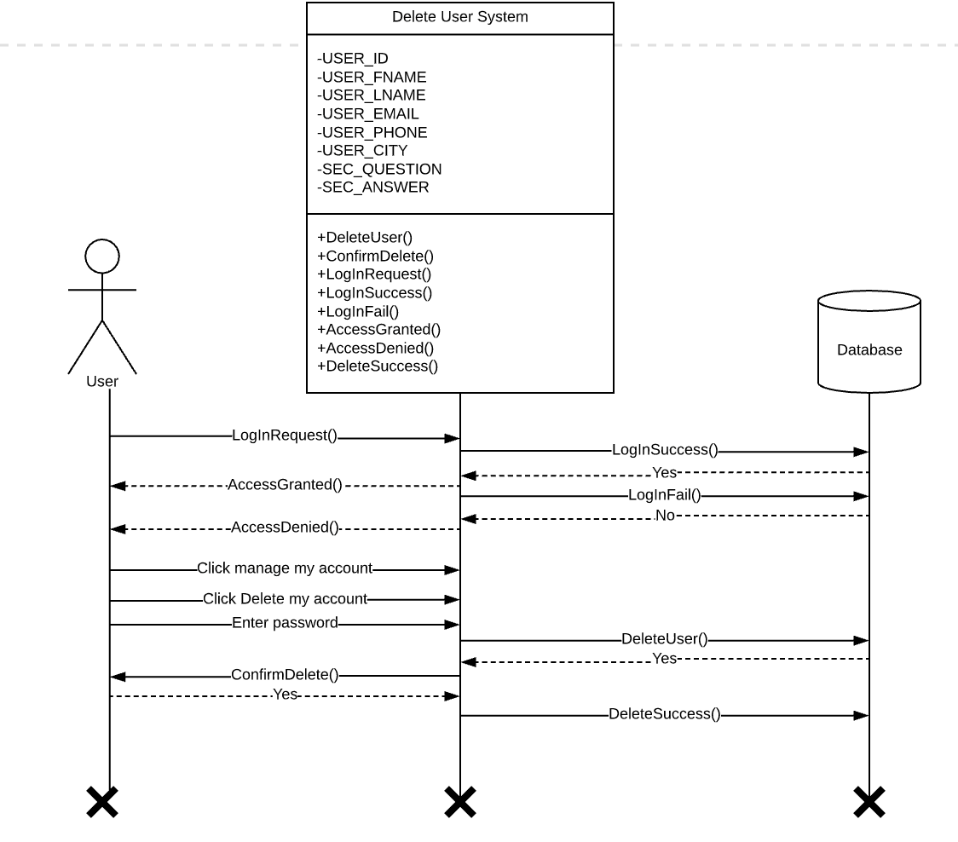 Delete User System
-USER_ID
-USER_FNAME
-USER_LNAME
-USER_EMAIL
-USER_PHONE
-USER_CITY
-SEC_QUESTION
-SEC_ANSWER
+DeleteUser()
+ConfirmDelete()
+LogInRequest()
+LogInSuccess()
+LogInFail()
+AccessGranted()
+AccessDenied()
+DeleteSuccess()
User
Database
LogInRequest()
LogInSuccess()
Yes
AccessGranted()
LogInFail()
No
AccessDenied()
Click manage my account
Click Delete my account
Enter password
DeleteUser()
Yes
ConfirmDelete()
Yes
DeleteSuccess()